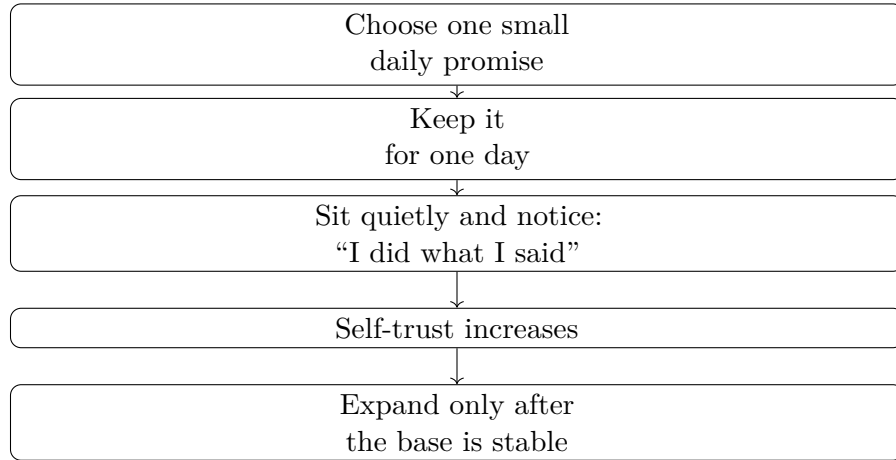 Choose one small
daily promise
Keep it
for one day
Sit quietly and notice:
“I did what I said”
Self-trust increases
Expand only after
the base is stable